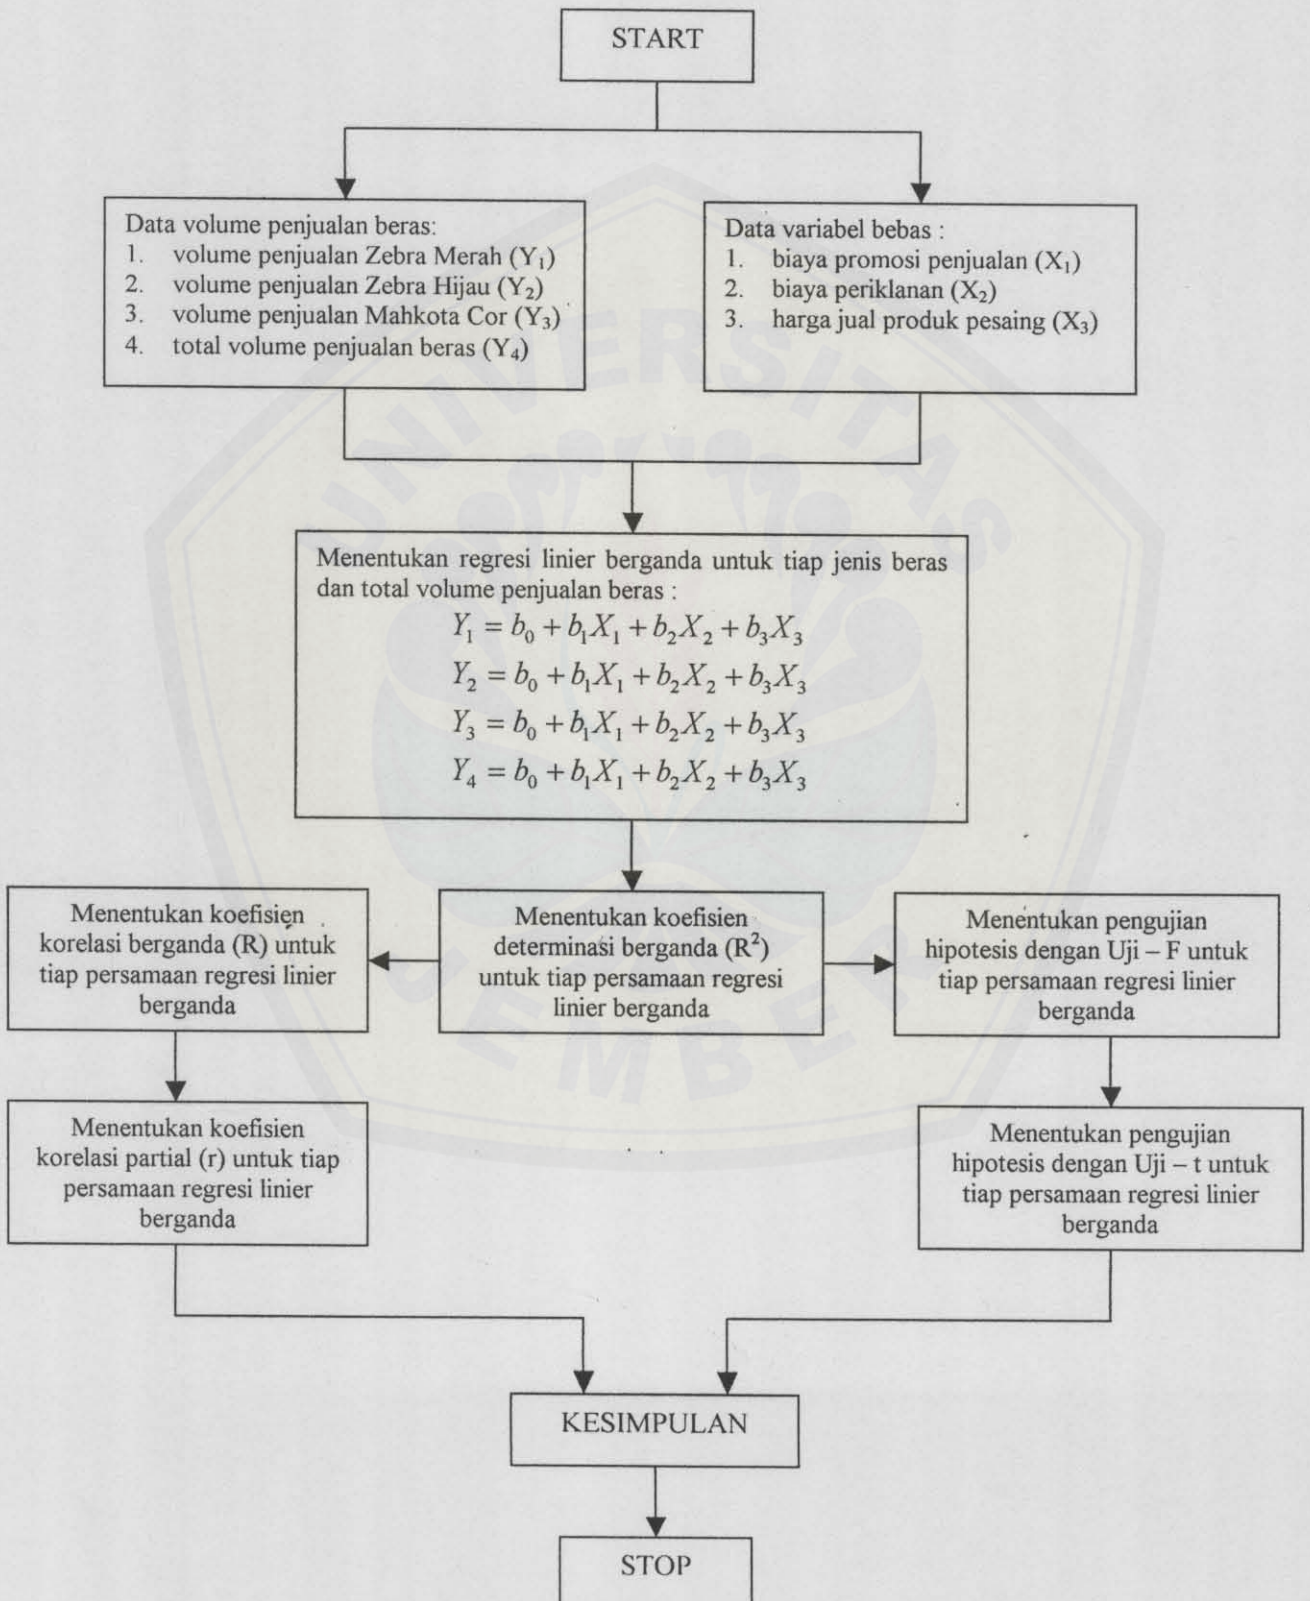 START
Data volume penjualan beras:
1. volume penjualan Zebra Merah (Y₁)
2. volume penjualan Zebra Hijau (Y₂)
3. volume penjualan Mahkota Cor (Y₃)
4. total volume penjualan beras (Y₄)
Data variabel bebas :
1. biaya promosi penjualan (X₁)
2. biaya periklanan (X₂)
3. harga jual produk pesaing (X₃)
UNIVERSITAS
Menentukan regresi linier berganda untuk tiap jenis beras
dan total volume penjualan beras :
Y₁ = b₀ + b₁X₁ + b₂X₂ + b₃X₃
Y₂ = b₀ + b₁X₁ + b₂X₂ + b₃X₃
Y₃ = b₀ + b₁X₁ + b₂X₂ + b₃X₃
Y₄ = b₀ + b₁X₁ + b₂X₂ + b₃X₃
Menentukan koefisien
korelasi berganda (R) untuk
tiap persamaan regresi linier
berganda
Menentukan koefisien
determinasi berganda (R²)
untuk tiap persamaan regresi
linier berganda
Menentukan pengujian
hipotesis dengan Uji – F untuk
tiap persamaan regresi linier
berganda
JEMBER
Menentukan koefisien
korelasi partial (r) untuk tiap
persamaan regresi linier
berganda
Menentukan pengujian
hipotesis dengan Uji – t untuk
tiap persamaan regresi linier
berganda
KESIMPULAN
STOP